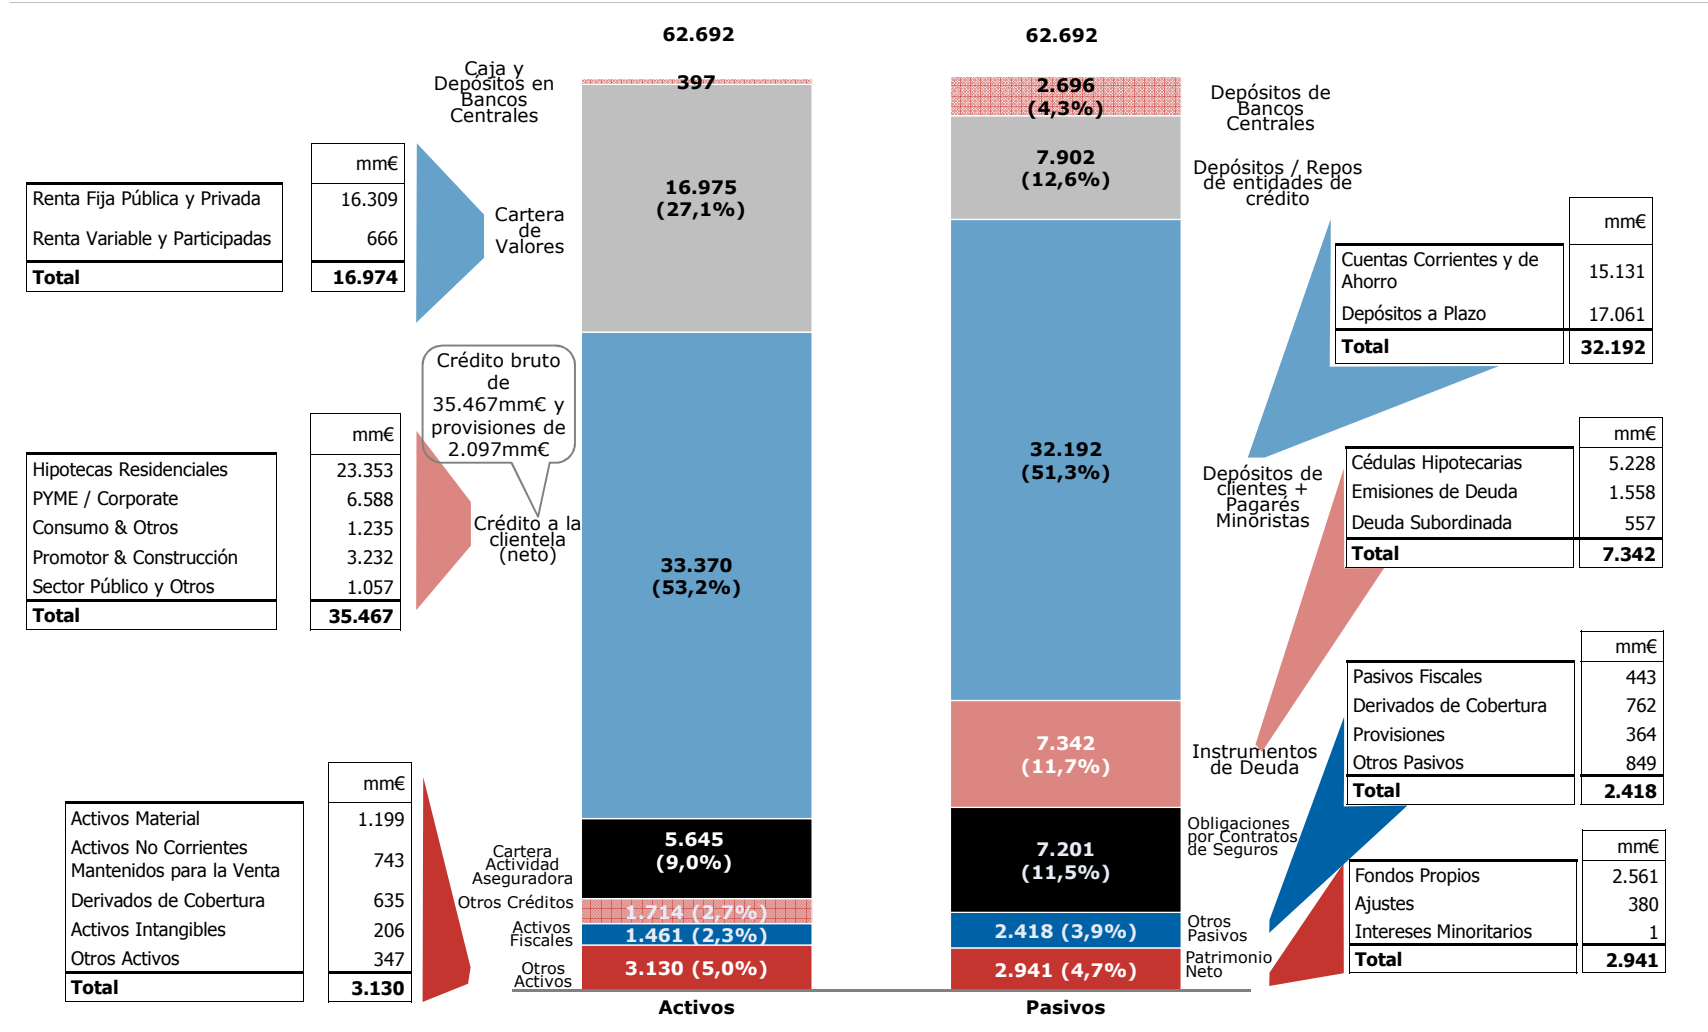 62.692
62.692
Caja y
Depósitos en
Bancos
Centrales
397
2.696
(4,3%)
Depósitos de
Bancos
Centrales
mm€
Renta Fija Pública y Privada 16.309
Renta Variable y Participadas 666
Total 16.974
16.975
(27,1%)
Cartera
de
Valores
7.902
(12,6%)
Depósitos / Repos
de entidades de
crédito
mm€
Cuentas Corrientes y de
Ahorro 15.131
Depósitos a Plazo 17.061
Total 32.192
Crédito bruto
de
35.467mm€ y
provisiones de
2.097mm€
mm€
Hipotecas Residenciales 23.353
PYME / Corporate 6.588
Consumo & Otros 1.235
Promotor & Construcción 3.232
Sector Público y Otros 1.057
Total 35.467
Crédito a la
clientela
(neto)
33.370
(53,2%)
32.192
(51,3%)
Depósitos de
clientes +
Pagarés
Minoristas
mm€
Cédulas Hipotecarias 5.228
Emisiones de Deuda 1.558
Deuda Subordinada 557
Total 7.342
7.342
(11,7%)
Instrumentos
de Deuda
mm€
Pasivos Fiscales 443
Derivados de Cobertura 762
Provisiones 364
Otros Pasivos 849
Total 2.418
mm€
Activos Material 1.199
Activos No Corrientes
Mantenidos para la Venta 743
Derivados de Cobertura 635
Activos Intangibles 206
Otros Activos 347
Total 3.130
Cartera
Actividad
Aseguradora
5.645
(9,0%)
7.201
(11,5%)
Obligaciones
por Contratos
de Seguros
Otros Créditos
1.714 (2,7%)
Activos
Fiscales
1.461 (2,3%)
Otros
Activos
3.130 (5,0%)
2.418 (3,9%)
Otros
Pasivos
2.941 (4,7%)
Patrimonio
Neto
mm€
Fondos Propios 2.561
Ajustes 380
Intereses Minoritarios 1
Total 2.941
Activos
Pasivos